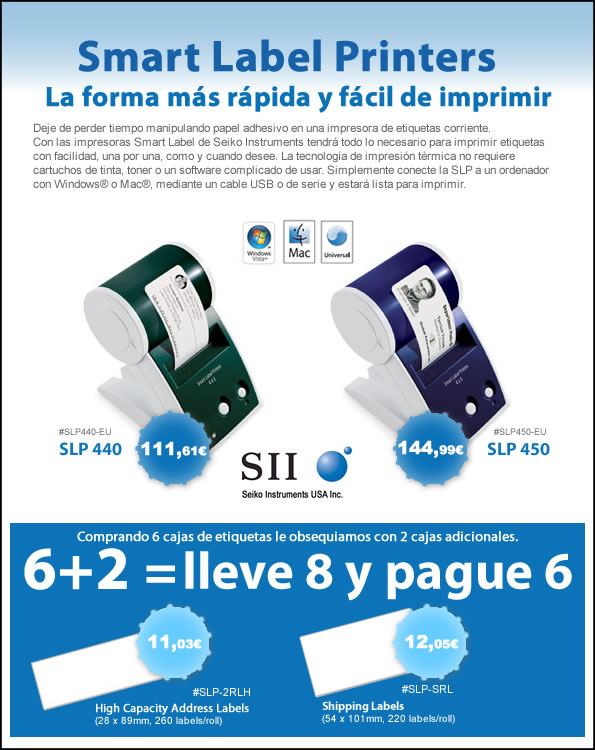 Smart Label Printers
La forma más rápida y fácil de imprimir
Deje de perder tiempo manipulando papel adhesivo en una impresora de etiquetas corriente.
Con las impresoras Smart Label de Seiko Instruments tendrá todo lo necesario para imprimir etiquetas
con facilidad, una por una, como y cuando desee. La tecnología de impresión térmica no requiere
cartuchos de tinta, toner o un software complicado de usar. Simplemente conecte la SLP a un ordenador
con Windows® o Mac®, mediante un cable USB o de serie y estará lista para imprimir.
Windows Vista™
Mac
Universal
Smart Label Printer
Smart Label Printer
#SLP440-EU
SLP 440
111,61€
144,99€
#SLP450-EU
SLP 450
SII
Seiko Instruments USA Inc.
Comprando 6 cajas de etiquetas le obsequiamos con 2 cajas adicionales.
6+2 = lleve 8 y pague 6
11,03€
12,05€
#SLP-2RLH
#SLP-SRL
High Capacity Address Labels
(28 x 89mm, 260 labels/roll)
Shipping Labels
(54 x 101mm, 220 labels/roll)